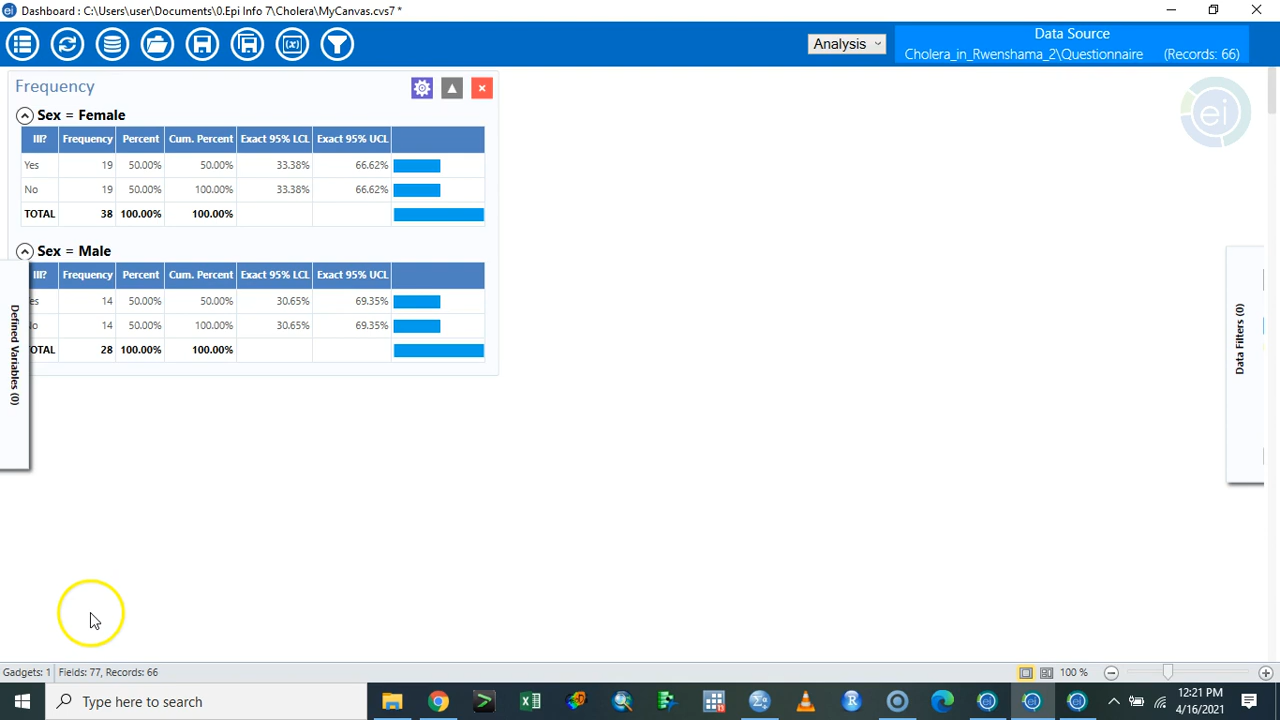 Dashboard : C:\Users\user\Documents\0.Epi Info 7\Cholera\MyCanvas.cvs7 *
Analysis
Data Source
Cholera_in_Rwenshama_2\Questionnaire (Records: 66)
Frequency
Sex = Female
Ill? Frequency Percent Cum. Percent Exact 95% LCL Exact 95% UCL
Yes 19 50.00% 50.00% 33.38% 66.62%
No 19 50.00% 100.00% 33.38% 66.62%
TOTAL 38 100.00% 100.00%
Sex = Male
Ill? Frequency Percent Cum. Percent Exact 95% LCL Exact 95% UCL
es 14 50.00% 50.00% 30.65% 69.35%
o 14 50.00% 100.00% 30.65% 69.35%
OTAL 28 100.00% 100.00%
Defined Variables (0)
Data Filters (0)
ei
Gadgets: 1 Fields: 77, Records: 66 100 %
Type here to search
12:21 PM
4/16/2021